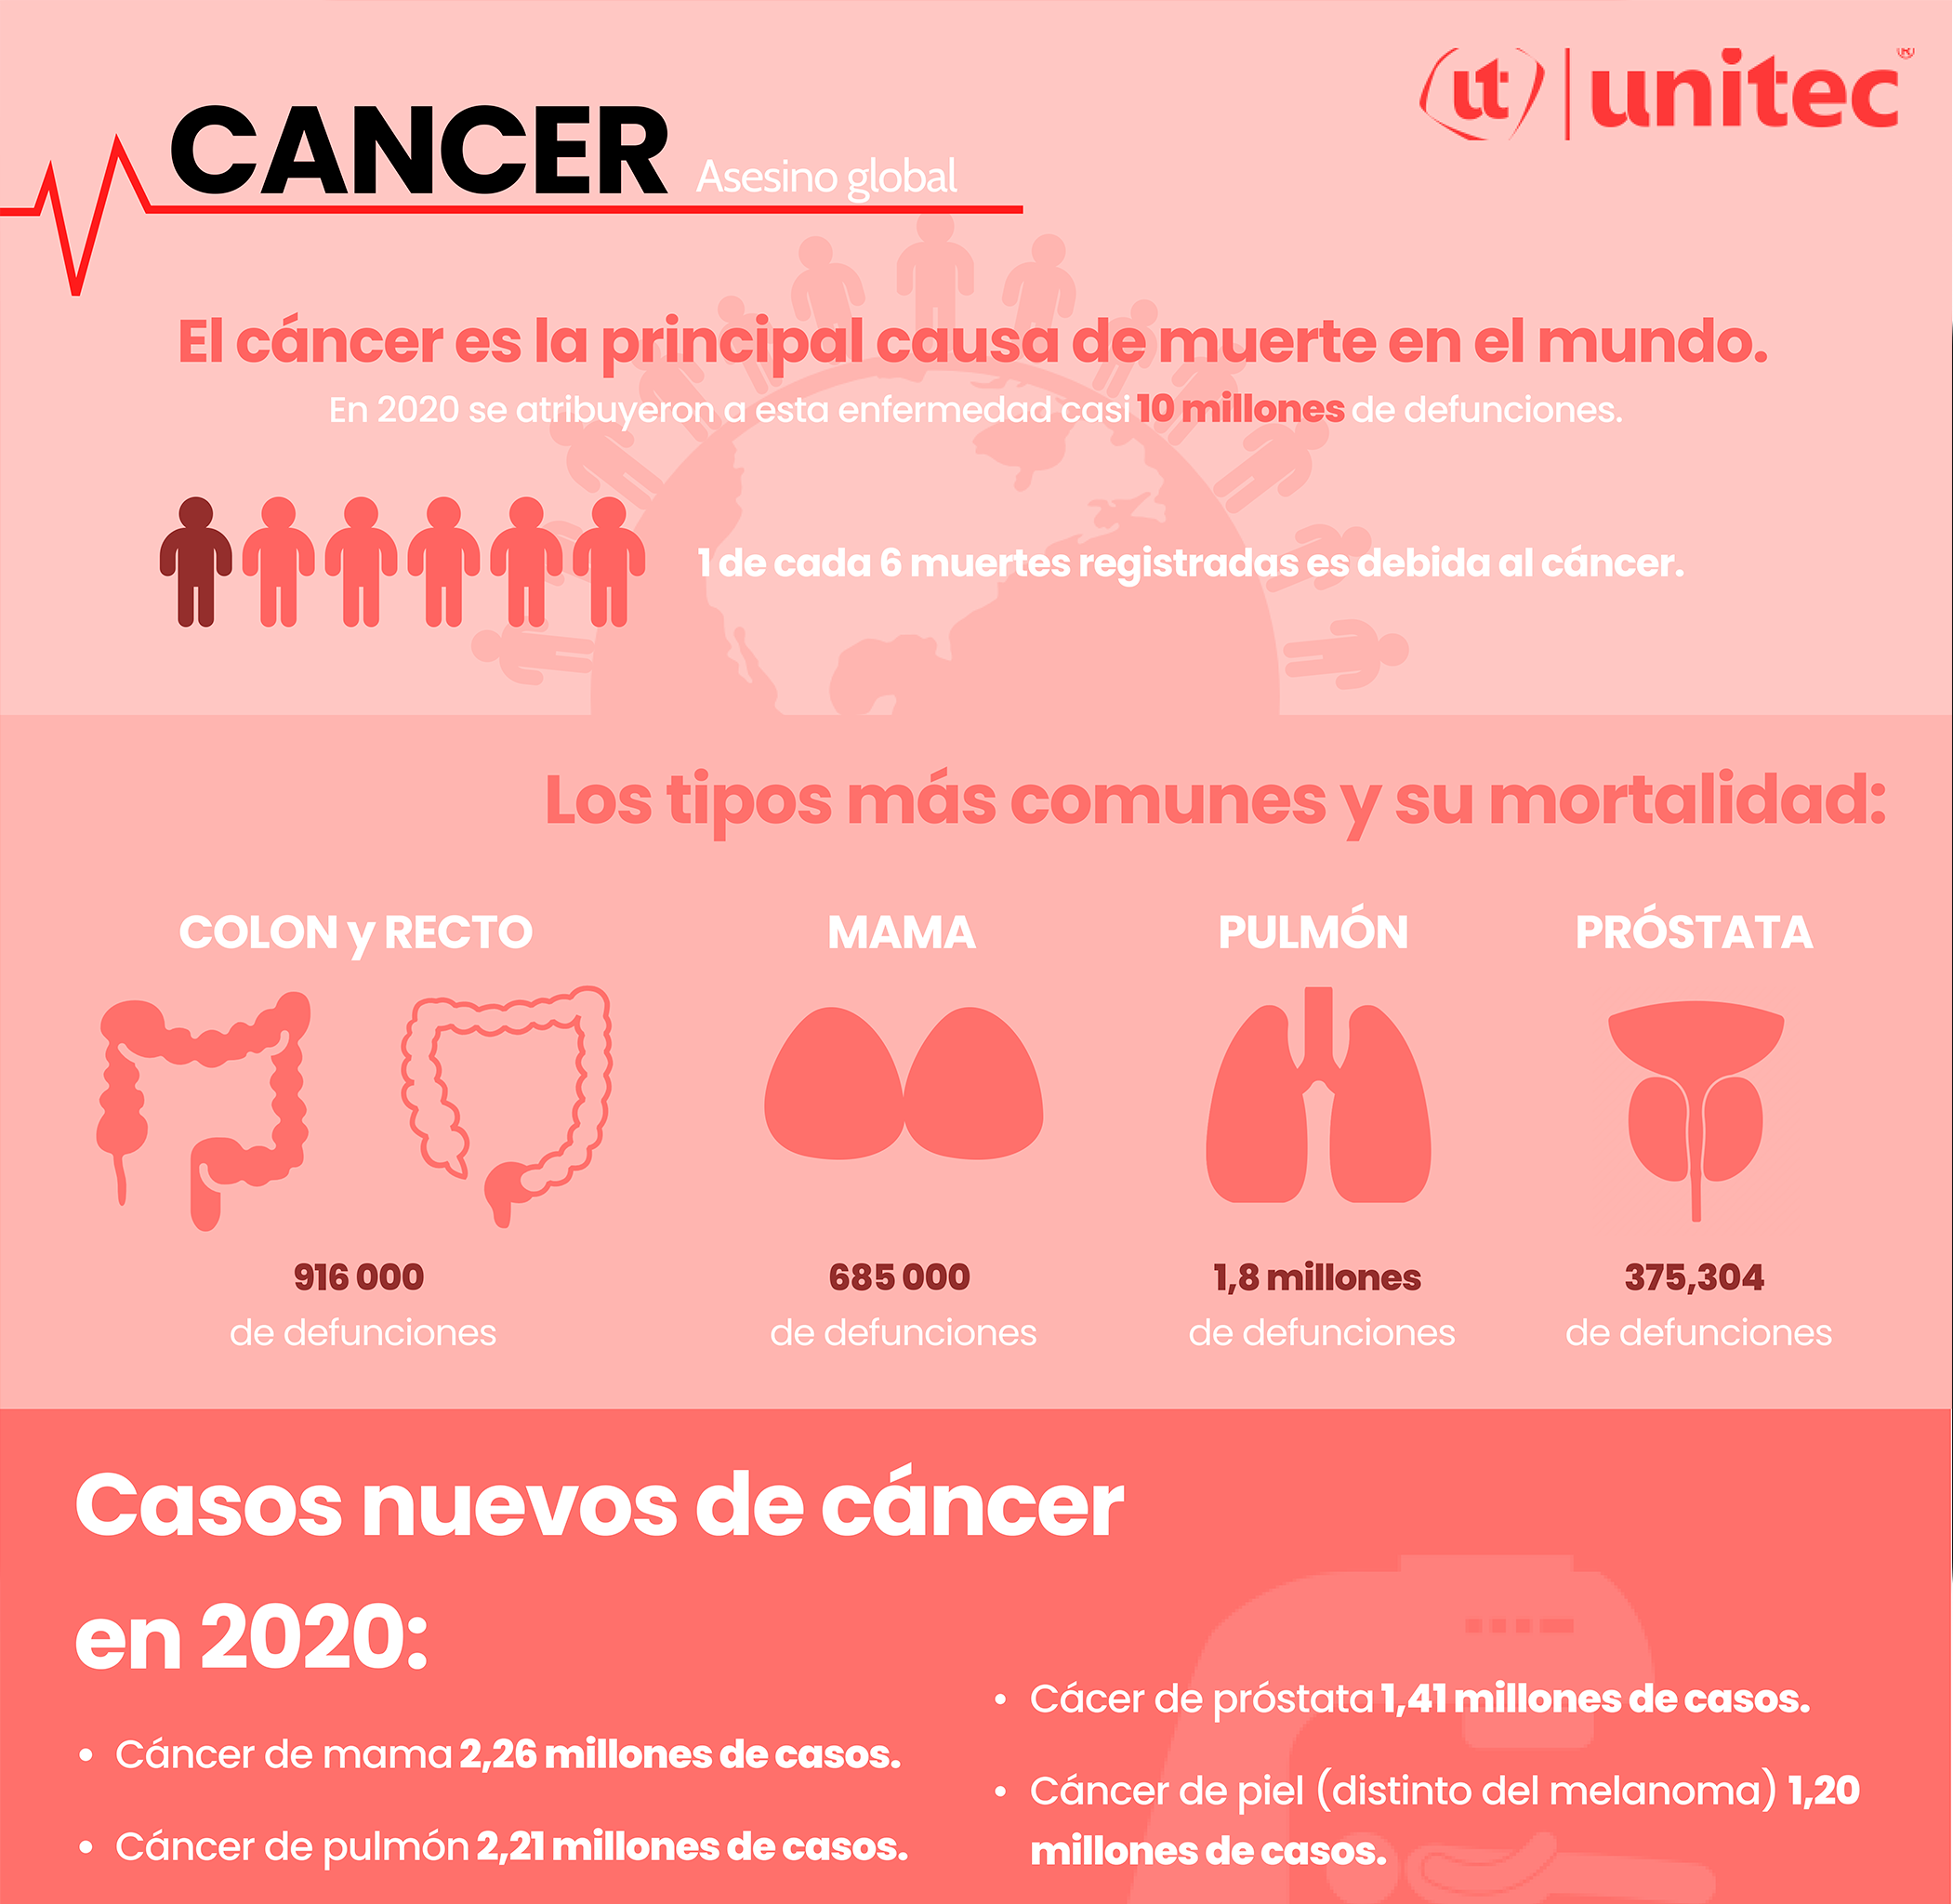 ut unitec®
CANCER Asesino global
El cáncer es la principal causa de muerte en el mundo.
En 2020 se atribuyeron a esta enfermedad casi 10 millones de defunciones.
1 de cada 6 muertes registradas es debida al cáncer.
Los tipos más comunes y su mortalidad:
COLON y RECTO
916 000
de defunciones
MAMA
685 000
de defunciones
PULMÓN
1,8 millones
de defunciones
PRÓSTATA
375,304
de defunciones
Casos nuevos de cáncer
en 2020:
• Cáncer de mama 2,26 millones de casos.
• Cáncer de pulmón 2,21 millones de casos.
• Cácer de próstata 1,41 millones de casos.
• Cáncer de piel (distinto del melanoma) 1,20
millones de casos.